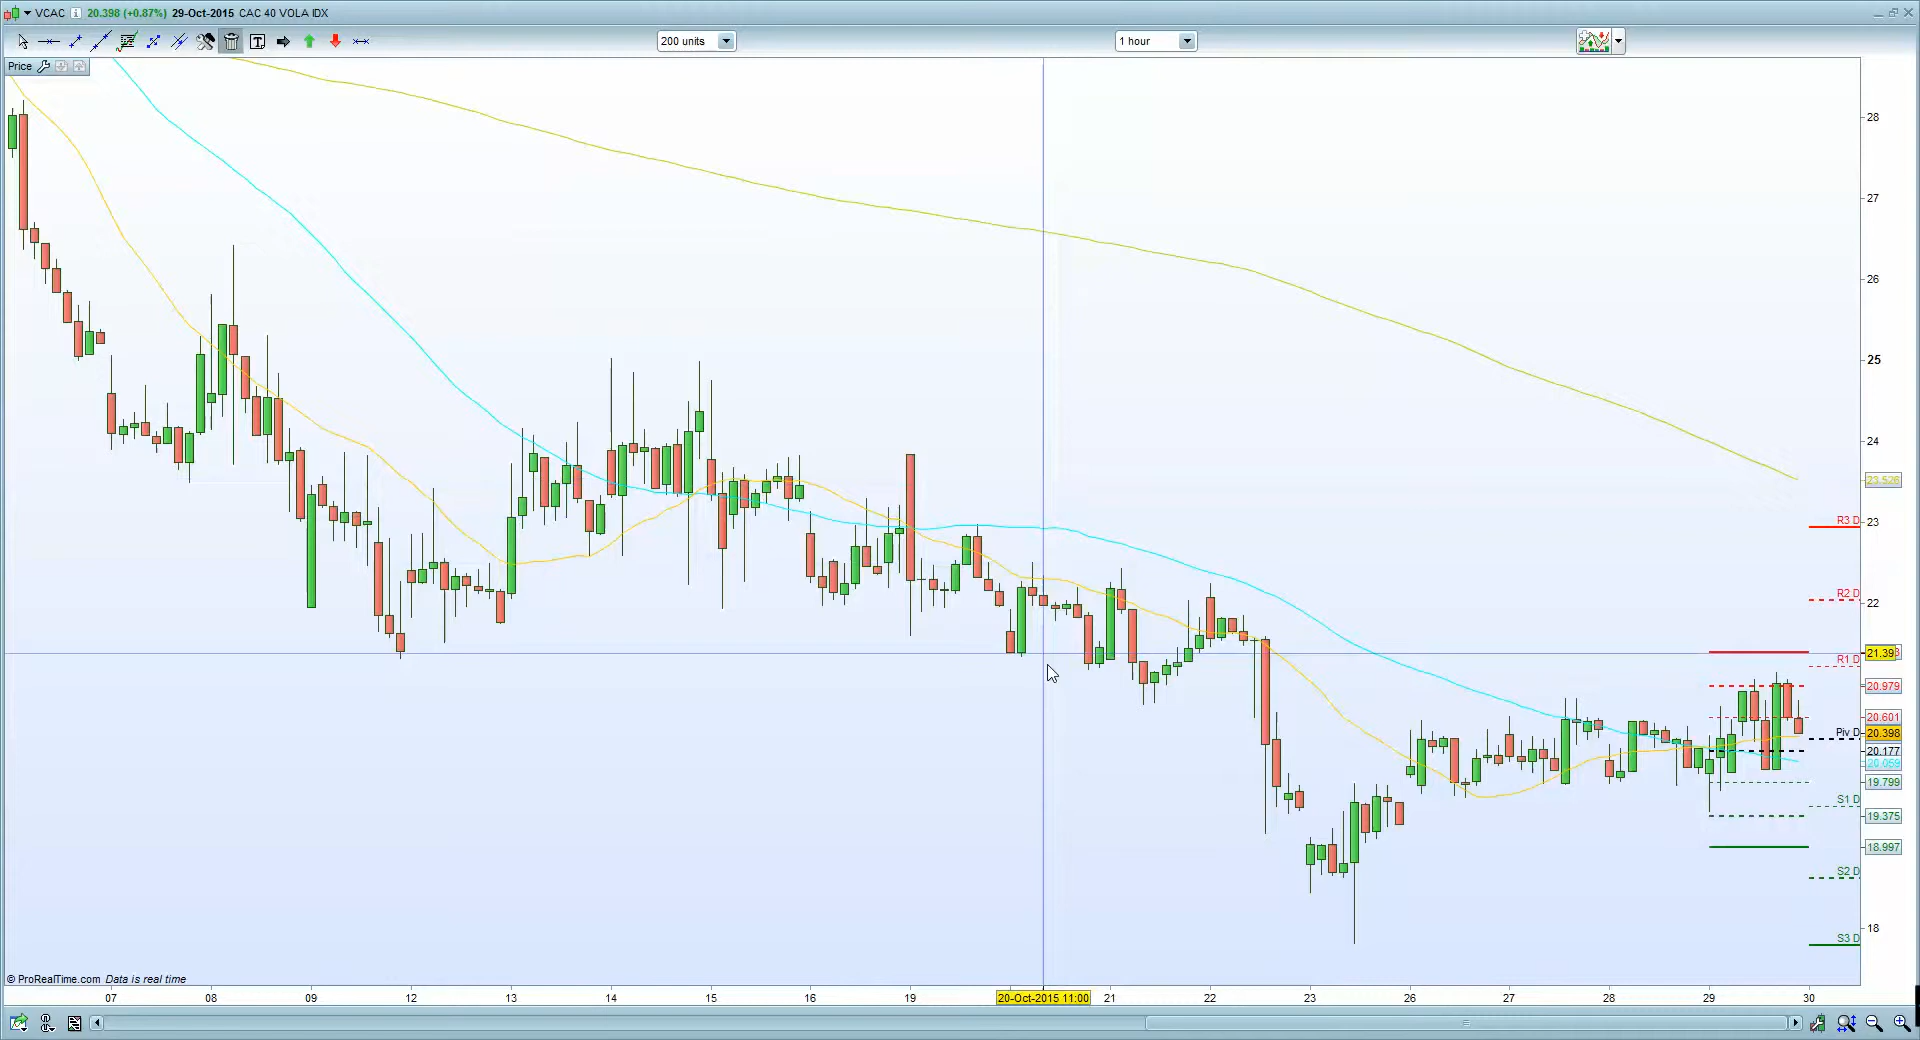 VCAC 20.398 (+0.87%) 29-Oct-2015 CAC 40 VOLA IDX
200 units
1 hour
Price
28
27
26
25
24
23.526
R3 D
23
R2 D
22
21.39
R1 D
20.979
20.601
Piv D
20.398
20.177
20.059
19.799
S1 D
19.375
18.997
S2 D
18
S3 D
© ProRealTime.com Data is real time
07 08 09 12 13 14 15 16 19 20-Oct-2015 11:00 21 22 23 26 27 28 29 30